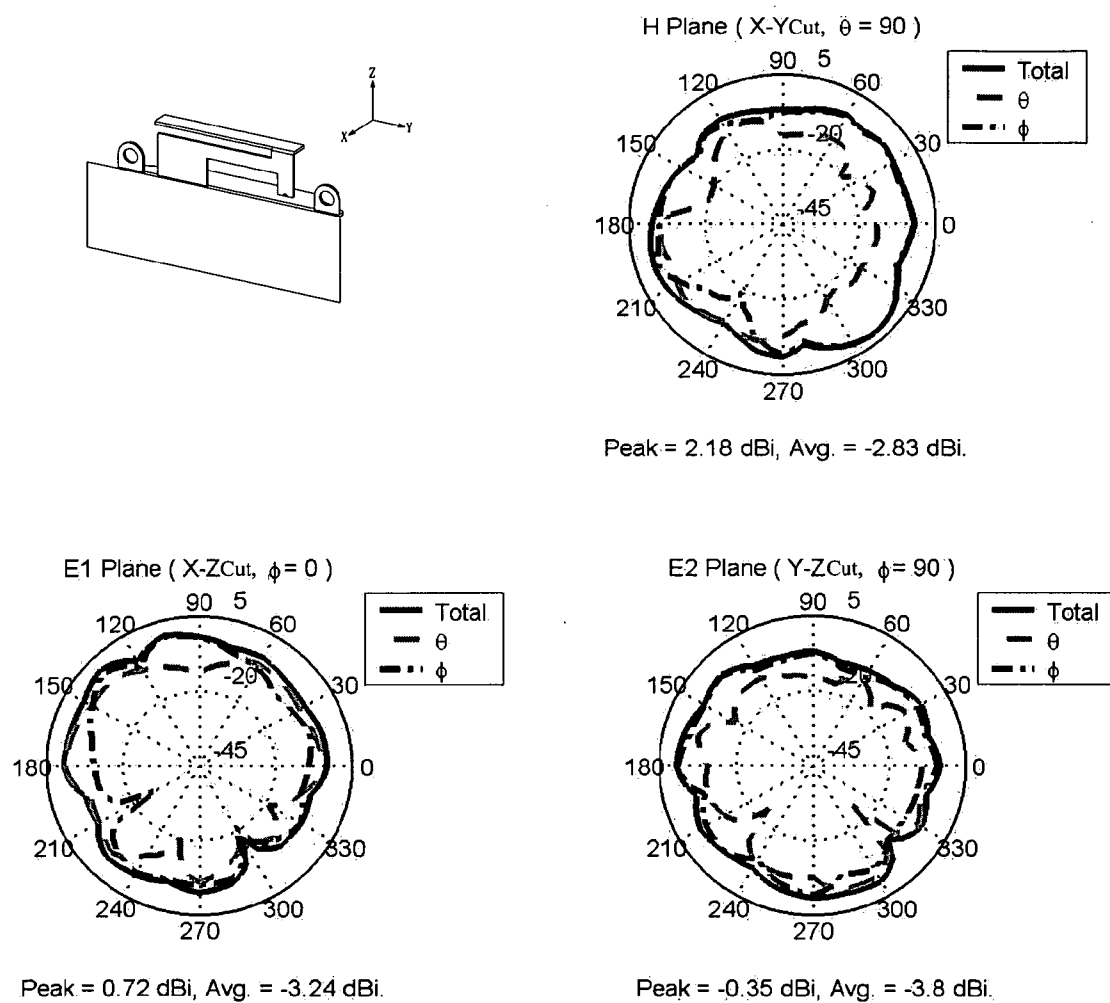 Z
X
Y
H Plane ( X-YCut, θ = 90 )
90 5
120 60
150 30
180 0
210 330
240 300
270
-20
-45
Total
θ
ϕ
Peak = 2.18 dBi, Avg. = -2.83 dBi.
E1 Plane ( X-ZCut, ϕ= 0 )
90 5
120 60
150 30
180 0
210 330
240 300
270
-20
-45
Total
θ
ϕ
Peak = 0.72 dBi, Avg. = -3.24 dBi.
E2 Plane ( Y-ZCut, ϕ= 90 )
90 5
120 60
150 30
180 0
210 330
240 300
270
-20
-45
Total
θ
ϕ
Peak = -0.35 dBi, Avg. = -3.8 dBi.